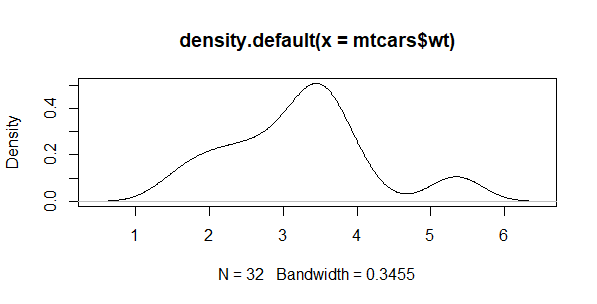 density.default(x = mtcars$wt)
Density
0.4
0.2
0.0
1 2 3 4 5 6
N = 32 Bandwidth = 0.3455